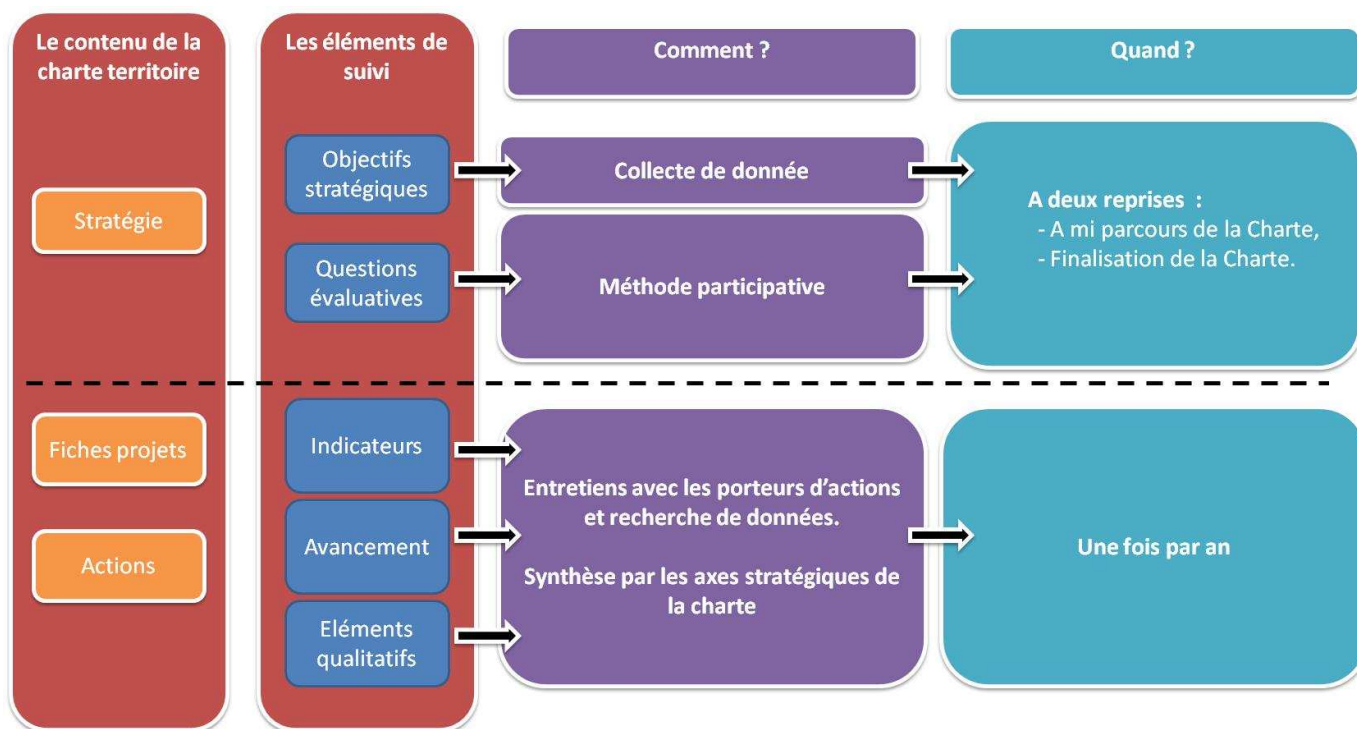 Le contenu de la
charte territoire
Les éléments de
suivi
Comment ?
Quand ?
Stratégie
Objectifs
stratégiques
Collecte de donnée
Questions
évaluatives
Méthode participative
A deux reprises :
- A mi parcours de la Charte,
- Finalisation de la Charte.
Fiches projets
Actions
Indicateurs
Avancement
Eléments
qualitatifs
Entretiens avec les porteurs d’actions
et recherche de données.
Synthèse par les axes stratégiques de
la charte
Une fois par an